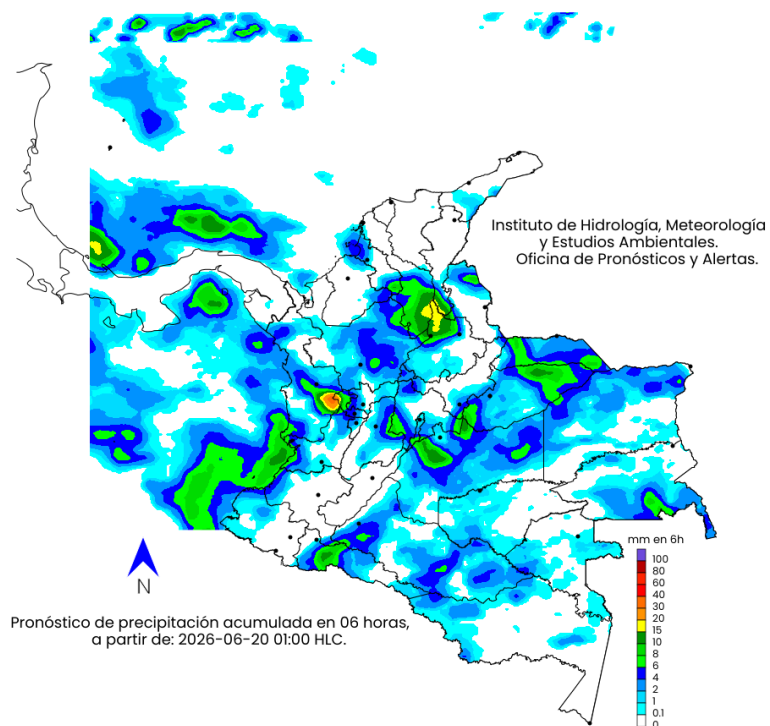 Instituto de Hidrología, Meteorología
y Estudios Ambientales.
Oficina de Pronósticos y Alertas.
N
Pronóstico de precipitación acumulada en 06 horas,
a partir de: 2026-06-20 01:00 HLC.
mm en 6h
100
80
60
40
30
20
15
10
8
6
4
2
1
0.1
0